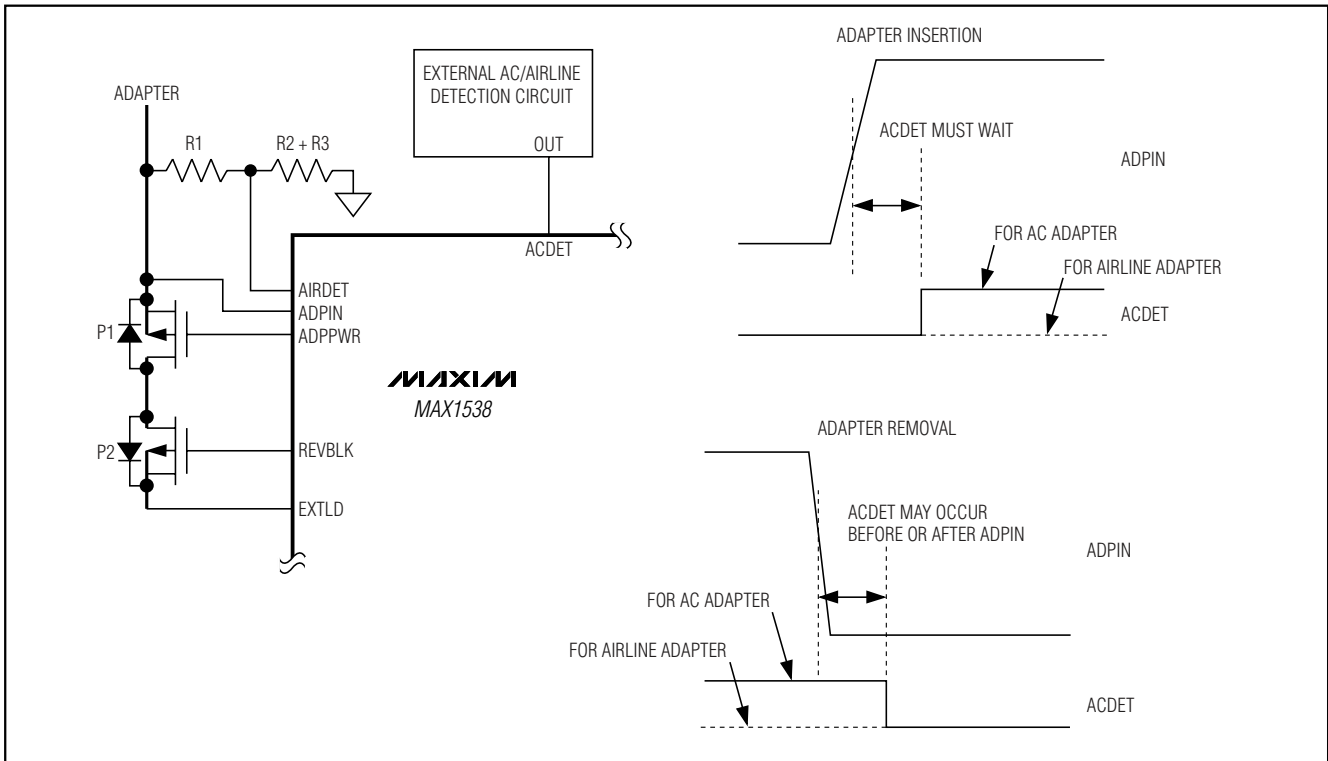 ADAPTER
R1
R2 + R3
EXTERNAL AC/AIRLINE
DETECTION CIRCUIT
OUT
ACDET
AIRDET
ADPIN
ADPPWR
P1
MAXIM
MAX1538
P2
REVBLK
EXTLD
ADAPTER INSERTION
ACDET MUST WAIT
ADPIN
FOR AC ADAPTER
FOR AIRLINE ADAPTER
ACDET
ADAPTER REMOVAL
ACDET MAY OCCUR
BEFORE OR AFTER ADPIN
ADPIN
FOR AC ADAPTER
FOR AIRLINE ADAPTER
ACDET